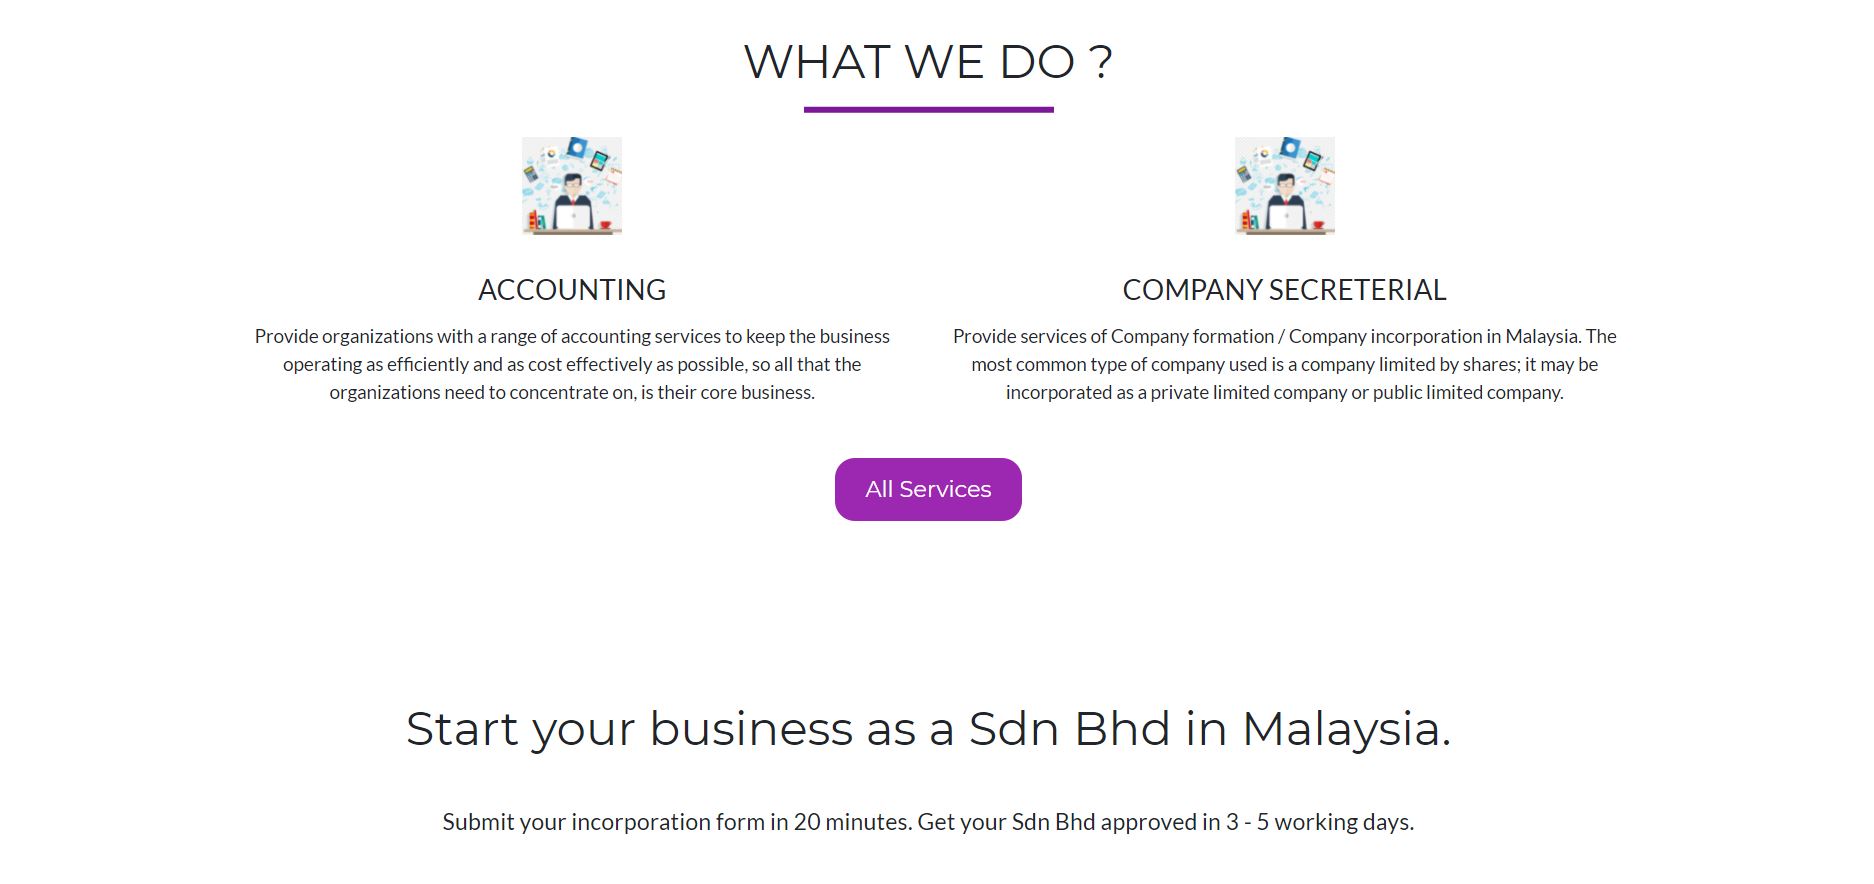 WHAT WE DO ?
ACCOUNTING
Provide organizations with a range of accounting services to keep the business
operating as efficiently and as cost effectively as possible, so all that the
organizations need to concentrate on, is their core business.
COMPANY SECRETERIAL
Provide services of Company formation / Company incorporation in Malaysia. The
most common type of company used is a company limited by shares; it may be
incorporated as a private limited company or public limited company.
All Services
Start your business as a Sdn Bhd in Malaysia.
Submit your incorporation form in 20 minutes. Get your Sdn Bhd approved in 3 - 5 working days.